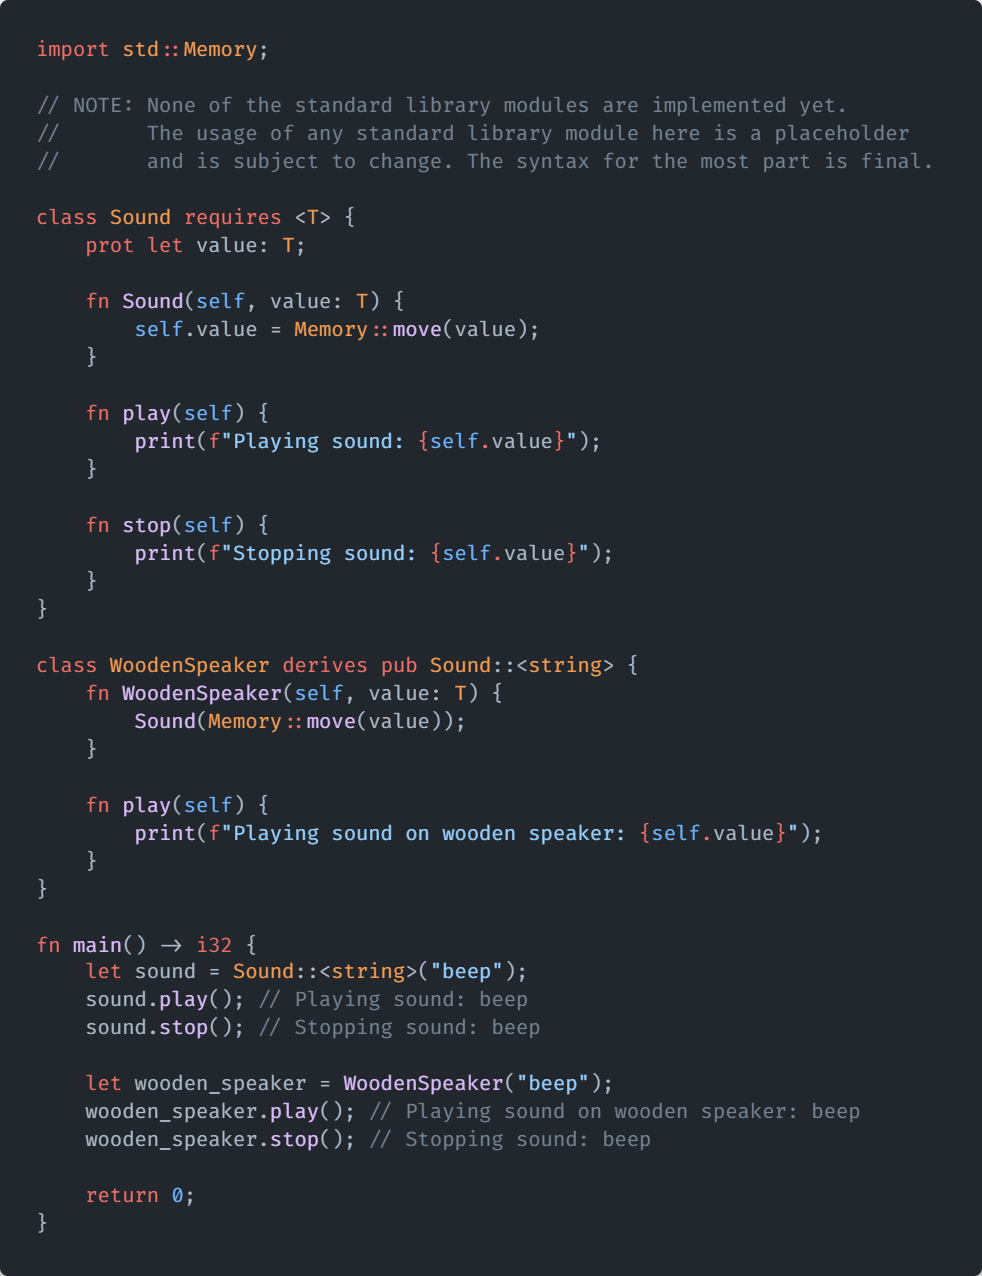 import std::Memory;

// NOTE: None of the standard library modules are implemented yet.
//       The usage of any standard library module here is a placeholder
//       and is subject to change. The syntax for the most part is final.

class Sound requires <T> {
    prot let value: T;

    fn Sound(self, value: T) {
        self.value = Memory::move(value);
    }

    fn play(self) {
        print(f"Playing sound: {self.value}");
    }

    fn stop(self) {
        print(f"Stopping sound: {self.value}");
    }
}

class WoodenSpeaker derives pub Sound::<string> {
    fn WoodenSpeaker(self, value: T) {
        Sound(Memory::move(value));
    }

    fn play(self) {
        print(f"Playing sound on wooden speaker: {self.value}");
    }
}

fn main() -> i32 {
    let sound = Sound::<string>("beep");
    sound.play(); // Playing sound: beep
    sound.stop(); // Stopping sound: beep

    let wooden_speaker = WoodenSpeaker("beep");
    wooden_speaker.play(); // Playing sound on wooden speaker: beep
    wooden_speaker.stop(); // Stopping sound: beep

    return 0;
}